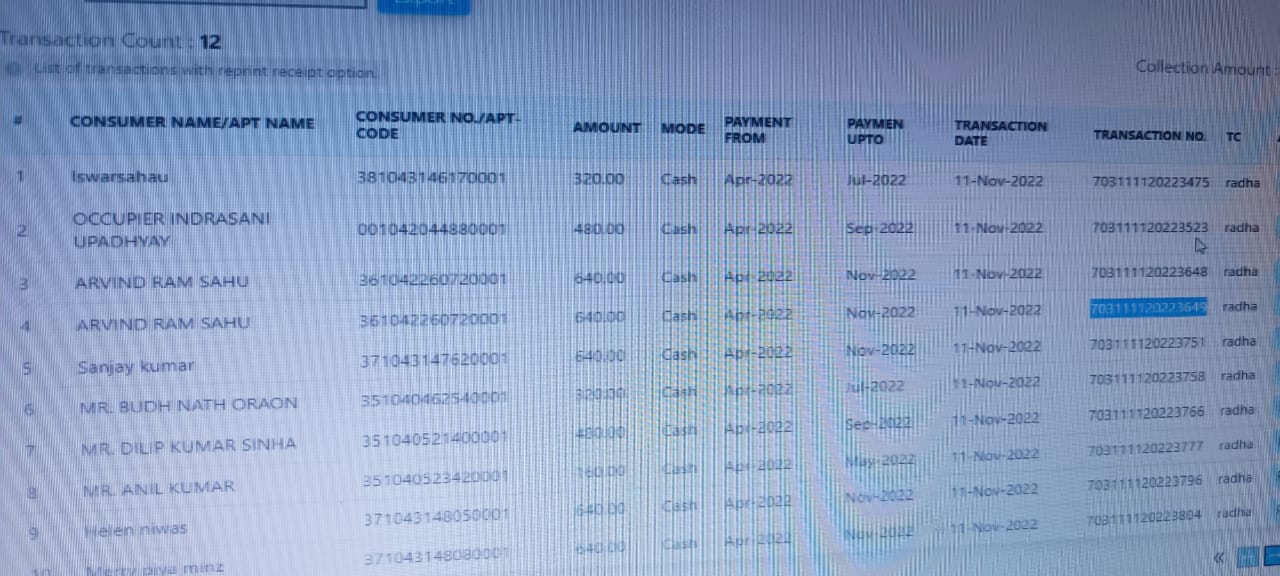 Export
Transaction Count : 12
List of transactions with reprint receipt option.
Collection Amount :
# CONSUMER NAME/APT NAME CONSUMER NO./APT-CODE AMOUNT MODE PAYMENT FROM PAYMEN UPTO TRANSACTION DATE TRANSACTION NO. TC
1 Iswarsahau 381043146170001 320.00 Cash Apr-2022 Jul-2022 11-Nov-2022 703111120223475 radha
2 OCCUPIER INDRASANI UPADHYAY 001042044880001 480.00 Cash Apr-2022 Sep-2022 11-Nov-2022 703111120223523 radha
3 ARVIND RAM SAHU 361042260720001 640.00 Cash Apr-2022 Nov-2022 11-Nov-2022 703111120223648 radha
4 ARVIND RAM SAHU 361042260720001 640.00 Cash Apr-2022 Nov-2022 11-Nov-2022 703111120223649 radha
5 Sanjay kumar 371043147620001 640.00 Cash Apr-2022 Nov-2022 11-Nov-2022 703111120223751 radha
6 MR. BUDH NATH ORAON 351040462540001 320.00 Cash Apr-2022 Jul-2022 11-Nov-2022 703111120223758 radha
7 MR. DILIP KUMAR SINHA 351040521400001 480.00 Cash Apr-2022 Sep-2022 11-Nov-2022 703111120223766 radha
8 MR. ANIL KUMAR 351040523420001 160.00 Cash Apr-2022 May-2022 11-Nov-2022 703111120223777 radha
9 Helen niwas 371043148050001 640.00 Cash Apr-2022 Nov-2022 11-Nov-2022 703111120223796 radha
10 Merry piya minz 371043148080001 640.00 Cash Apr-2022 Nov-2022 11-Nov-2022 703111120223804 radha
«